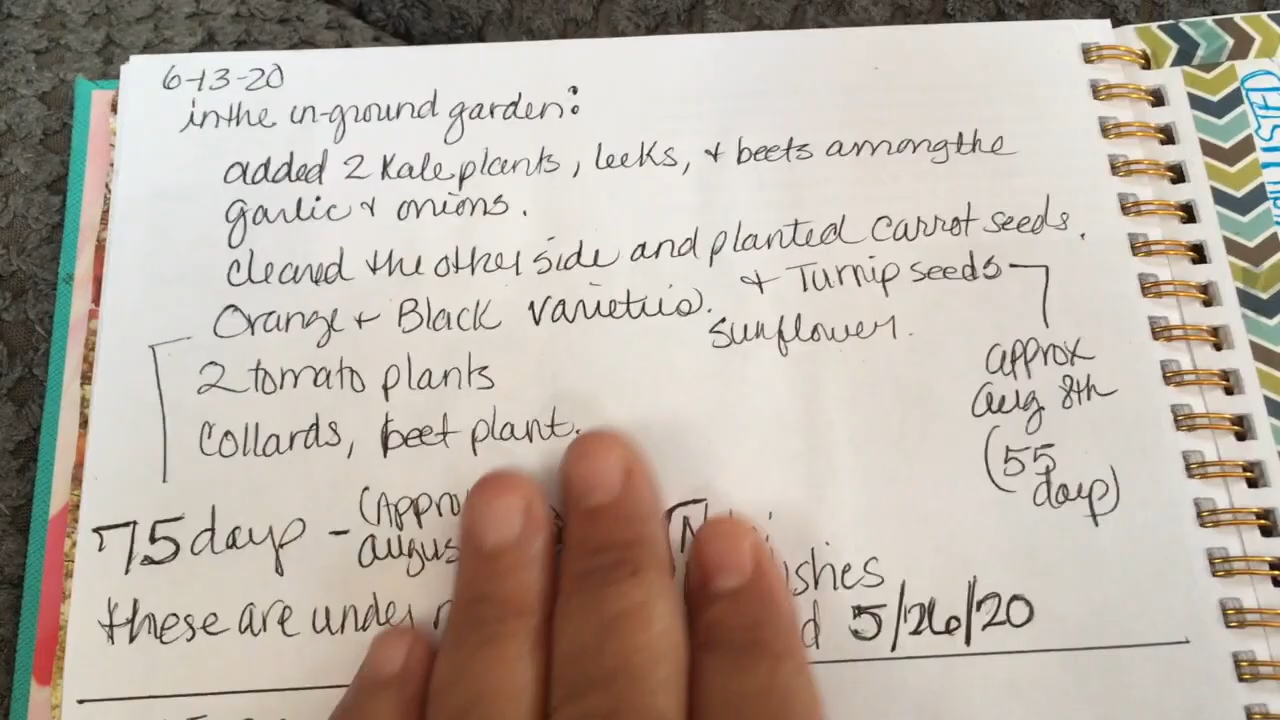 6-13-20
in the in-ground garden:
added 2 Kale plants, leeks, + beets among the
garlic + onions.
cleared the other side and planted carrot seeds.
Orange + Black varieties. + Turnip seeds
sunflower.
approx
aug 8th
(55
days)
2 tomato plants
Collards, beet plant.
75 days - (Approx
august
these are under
5/26/20